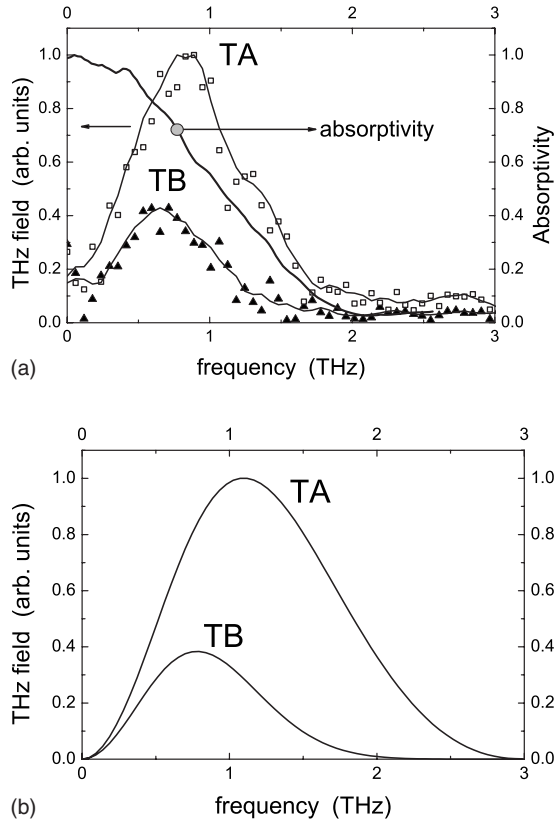 0 1 2 3
1.0 1.0
TA
0.8 0.8
absorptivity
0.6 0.6
TB
0.4 0.4
0.2 0.2
0.0 0.0
THz field (arb. units)
Absorptivity
0 1 2 3
(a)
frequency (THz)
0 1 2 3
1.0 1.0
TA
0.8 0.8
0.6 0.6
TB
0.4 0.4
0.2 0.2
0.0 0.0
THz field (arb. units)
0 1 2 3
(b)
frequency (THz)